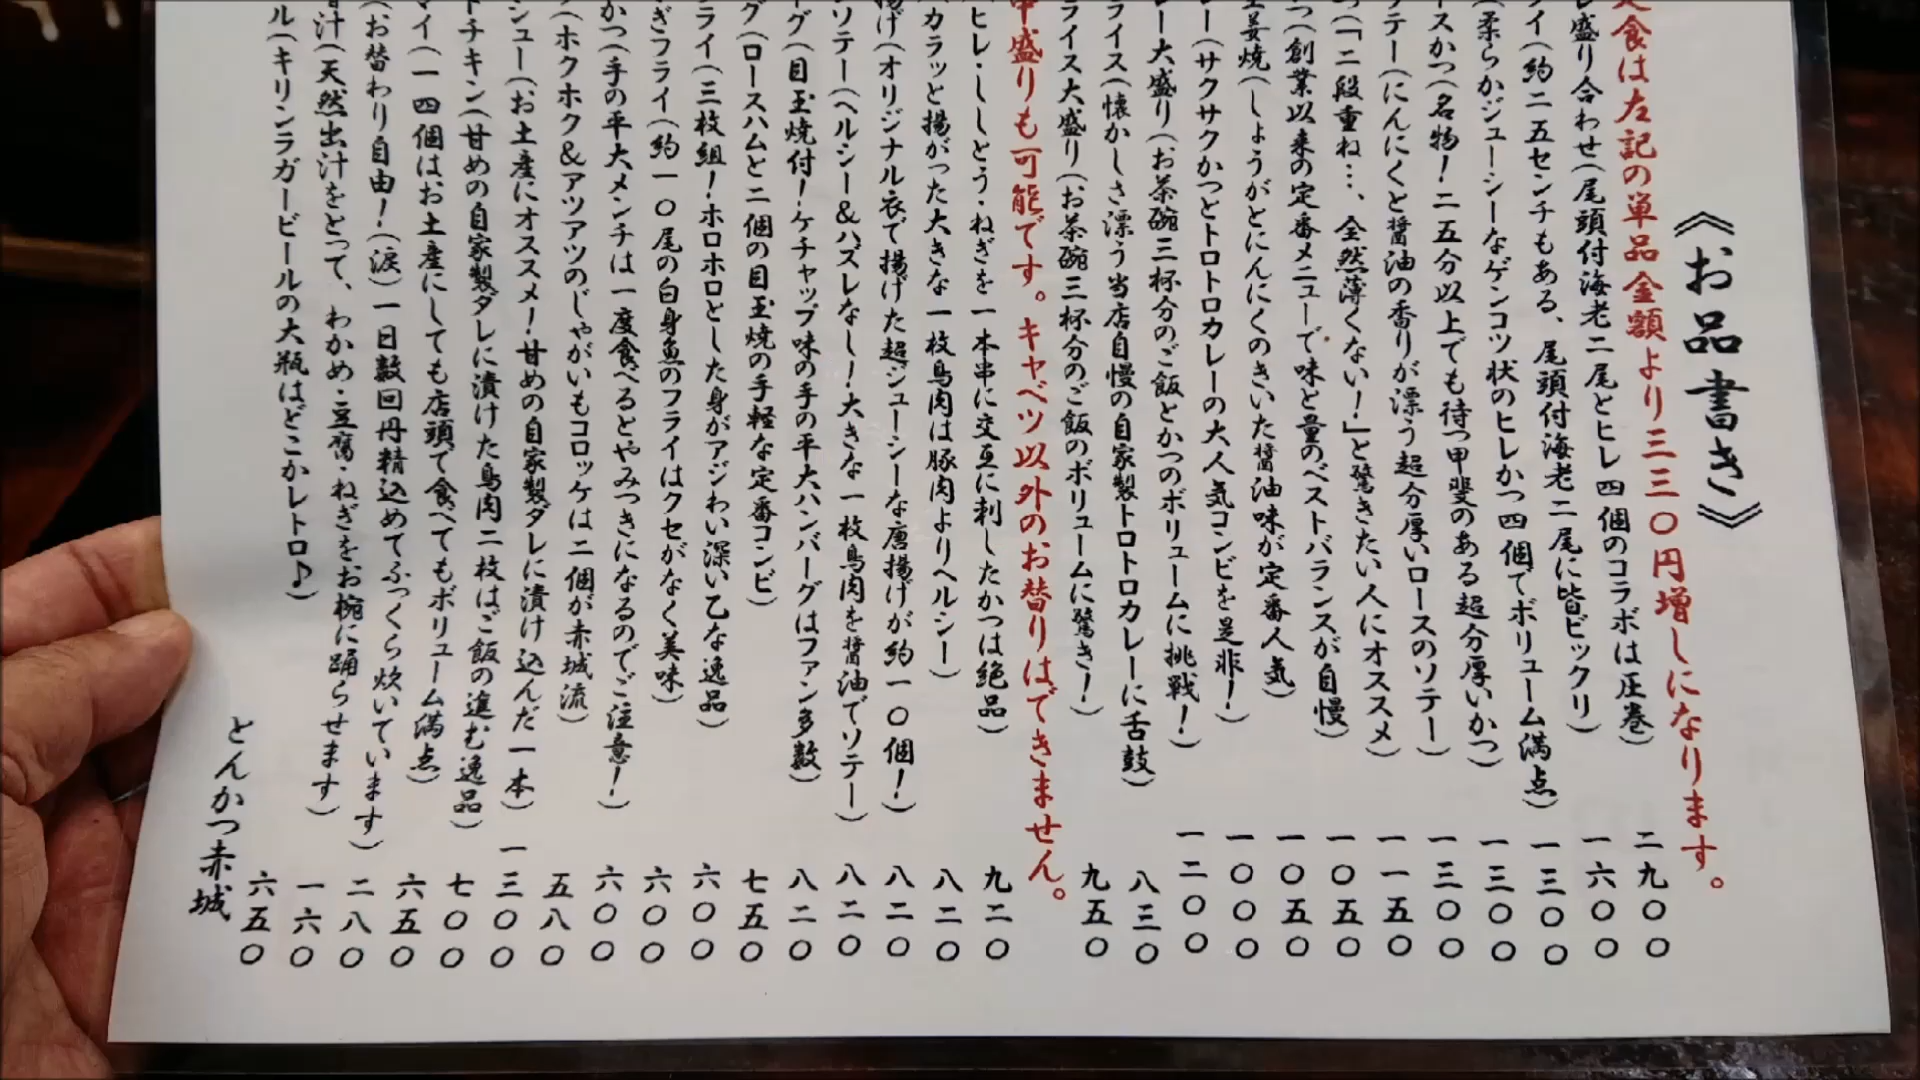 《お品書き》
定食は左記の単品金額より三三〇円増しになります。
盛り合わせ(尾頭付海老二尾とヒレ四個のコラボは圧巻) 二九〇〇
イ(約二五センチもある、尾頭付海老二尾に皆ビックリ) 一六〇〇
(柔らかジューシーなゲンコツ状のヒレかつ四個でボリューム満点) 一三〇〇
スかつ(名物!二五分以上でも待つ甲斐のある超分厚いかつ) 一三〇〇
テー(にんにくと醤油の香りが漂う超分厚いロースのソテー) 一三〇〇
(「二段重ね…、全然薄くない!」と驚きたい人にオススメ) 一一五〇
つ(創業以来の定番メニューで味と量のベストバランスが自慢) 一〇五〇
生姜焼(しょうがとにんにくのきいた醤油味が定番人気) 一〇五〇
ー(サクサクかつとトロトロカレーの大人気コンビを是非!) 一〇〇〇
ー大盛り(お茶碗三杯分のご飯とかつのボリュームに挑戦!) 一二〇〇
イス(懐かしさ漂う当店自慢の自家製トロトロカレーに舌鼓) 八三〇
ライス大盛り(お茶碗三杯分のご飯のボリュームに驚き!) 九五〇
盛りも可能です。キャベツ以外のお替りはできません。
ヒレ・ししとう・ねぎを一本串に交互に刺したかつは絶品) 九二〇
カラッと揚がった大きな一枚鳥肉は豚肉よりヘルシー) 八二〇
揚げ(オリジナル衣で揚げた超ジューシーな唐揚げが約一〇個!) 八二〇
ソテー(ヘルシー&ハズレなし!大きな一枚鳥肉を醤油でソテー) 八二〇
グ(目玉焼付!ケチャップ味の手の平大ハンバーグはファン多数) 八二〇
グ(ロースハムと二個の目玉焼の手軽な定番コンビ) 七五〇
ライ(三枚組!ホロホロとした身がアジわい深い乙な逸品) 六〇〇
ぎフライ(約一〇尾の白身魚のフライはクセがなく美味) 六〇〇
かつ(手の平大メンチは一度食べるとやみつきになるのでご注意!) 六〇〇
(ホクホク&アツアツのじゃがいもコロッケは二個が赤城流) 五八〇
シュー(お土産にオススメ!甘めの自家製ダレに漬け込んだ一本) 一三〇〇
トチキン(甘めの自家製ダレに漬けた鳥肉二枚はご飯の進む逸品) 七〇〇
マイ(一四個はお土産にしても店頭で食べてもボリューム満点) 六五〇
(お替わり自由!(涙)一日数回丹精込めてふっくら炊いています) 二八〇
汁(天然出汁をとって、わかめ・豆腐・ねぎをお椀に踊らせます) 一六〇
ル(キリンラガービールの大瓶はどこかレトロ♪) 六五〇
とんかつ赤城